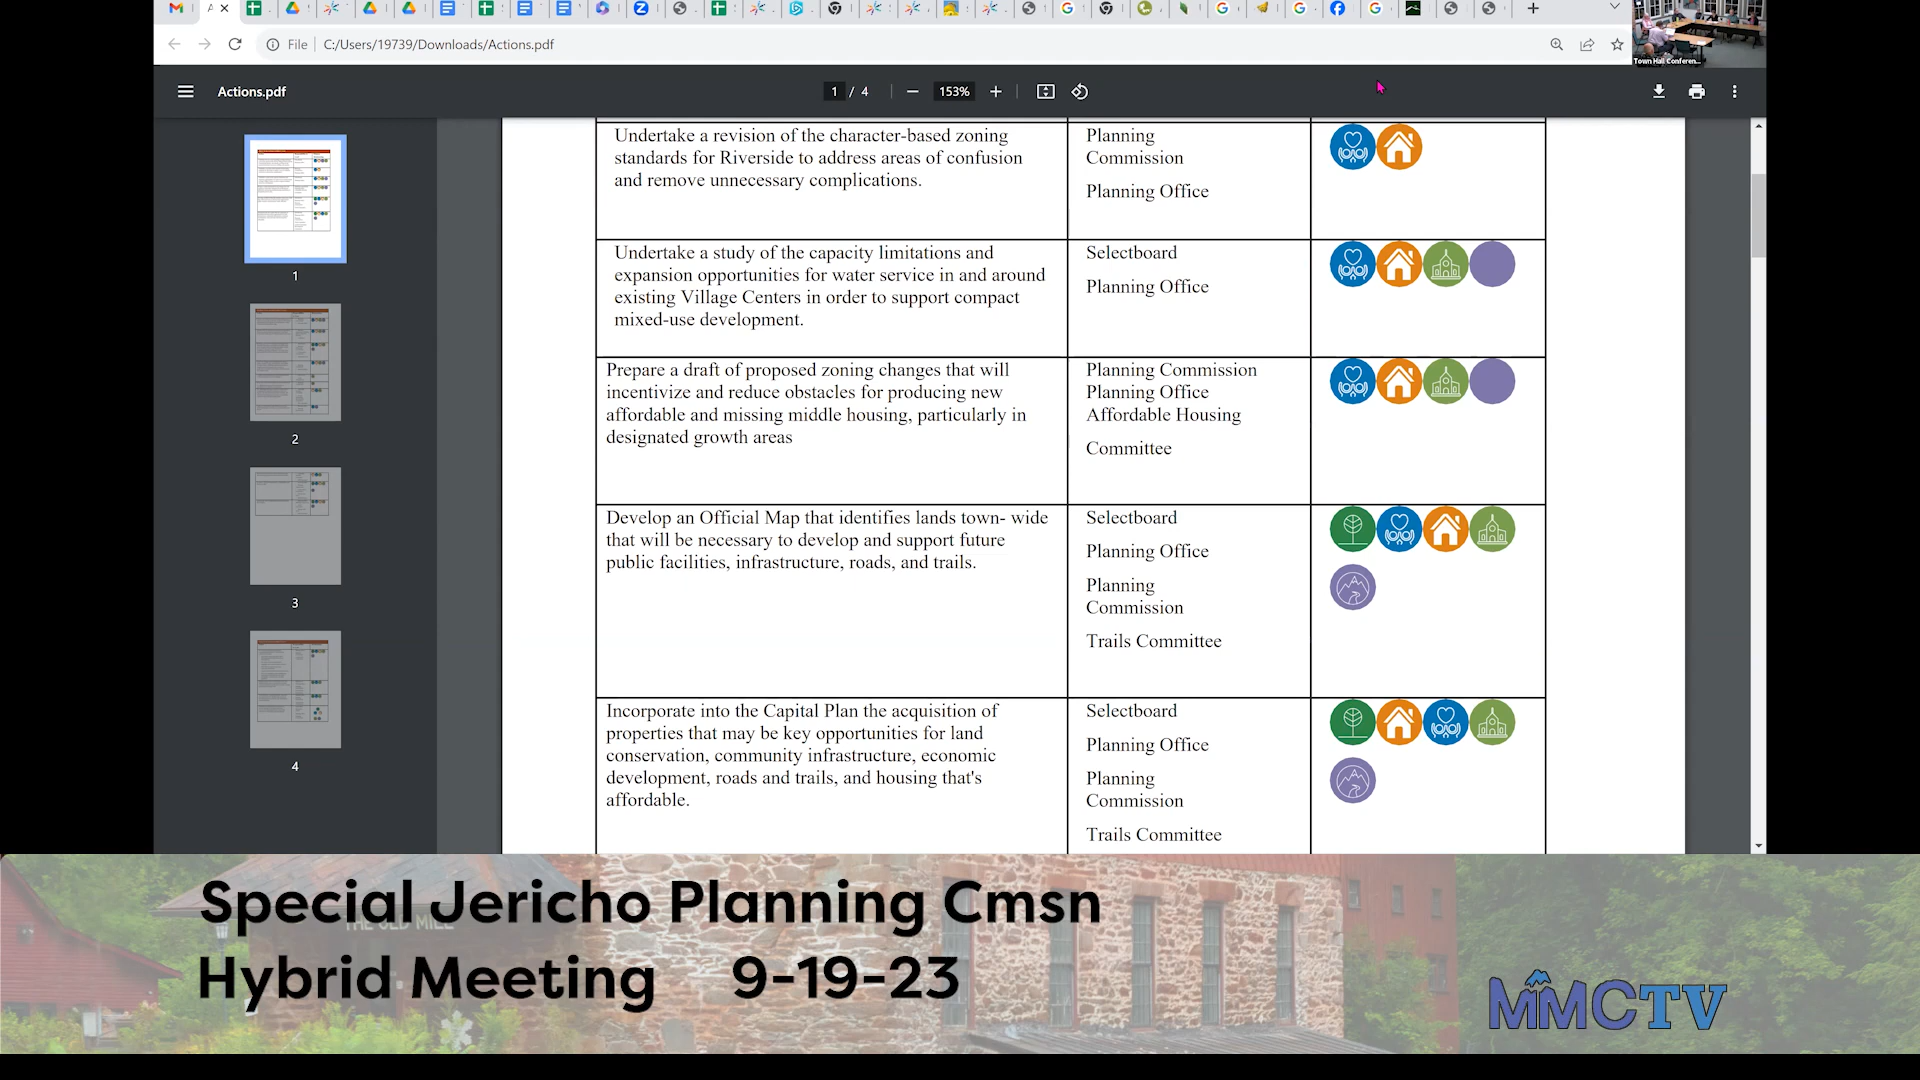 File
C:/Users/19739/Downloads/Actions.pdf
Town Hall Conferen...
Actions.pdf
1 / 4
153%
Undertake a revision of the character-based zoning
standards for Riverside to address areas of confusion
and remove unnecessary complications.
Planning
Commission
Planning Office
Undertake a study of the capacity limitations and
expansion opportunities for water service in and around
existing Village Centers in order to support compact
mixed-use development.
Selectboard
Planning Office
Prepare a draft of proposed zoning changes that will
incentivize and reduce obstacles for producing new
affordable and missing middle housing, particularly in
designated growth areas
Planning Commission
Planning Office
Affordable Housing
Committee
Develop an Official Map that identifies lands town- wide
that will be necessary to develop and support future
public facilities, infrastructure, roads, and trails.
Selectboard
Planning Office
Planning
Commission
Trails Committee
Incorporate into the Capital Plan the acquisition of
properties that may be key opportunities for land
conservation, community infrastructure, economic
development, roads and trails, and housing that's
affordable.
Selectboard
Planning Office
Planning
Commission
Trails Committee
1
2
3
4
Special Jericho Planning Cmsn
THE OLD MILL
Hybrid Meeting 9-19-23
MMCTV